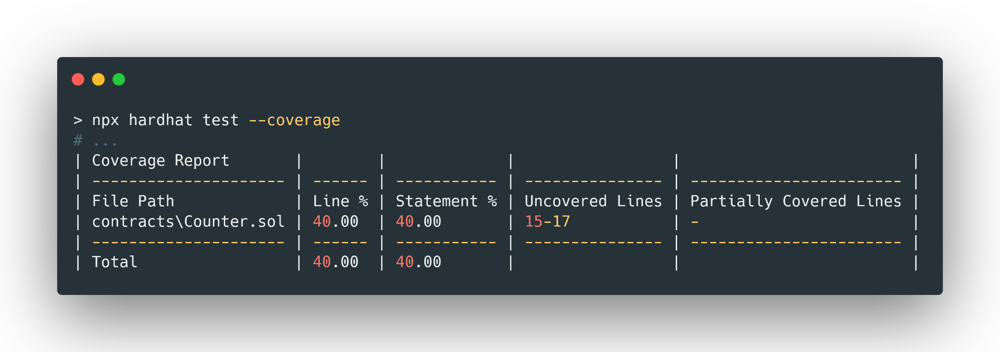 > npx hardhat test --coverage
# ...
| Coverage Report       |        |             |                 |                         |
| --------------------- | ------ | ----------- | --------------- | ----------------------- |
| File Path             | Line % | Statement % | Uncovered Lines | Partially Covered Lines |
| contracts\Counter.sol | 40.00  | 40.00       | 15-17           | -                       |
| --------------------- | ------ | ----------- | --------------- | ----------------------- |
| Total                 | 40.00  | 40.00       |                 |                         |